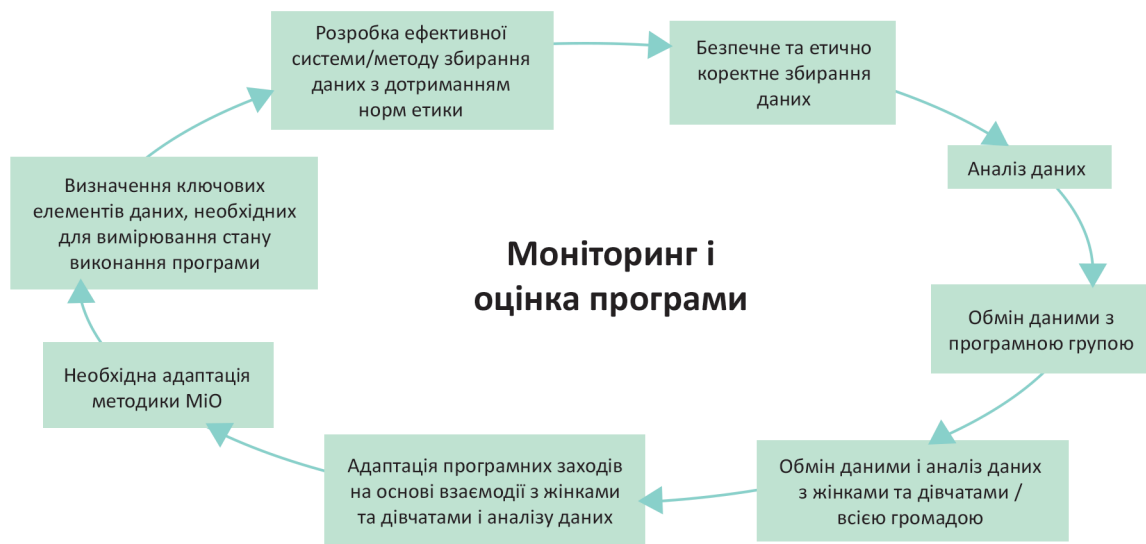 Розробка ефективної
системи/методу збирання
даних з дотриманням
норм етики
Безпечне та етично
коректне збирання
даних
Аналіз даних
Обмін даними з
програмною групою
Обмін даними і аналіз даних
з жінками та дівчатами /
всією громадою
Адаптація програмних заходів
на основі взаємодії з жінками
та дівчатами і аналізу даних
Необхідна адаптація
методики МіО
Визначення ключових
елементів даних, необхідних
для вимірювання стану
виконання програми
Моніторинг і
оцінка програми